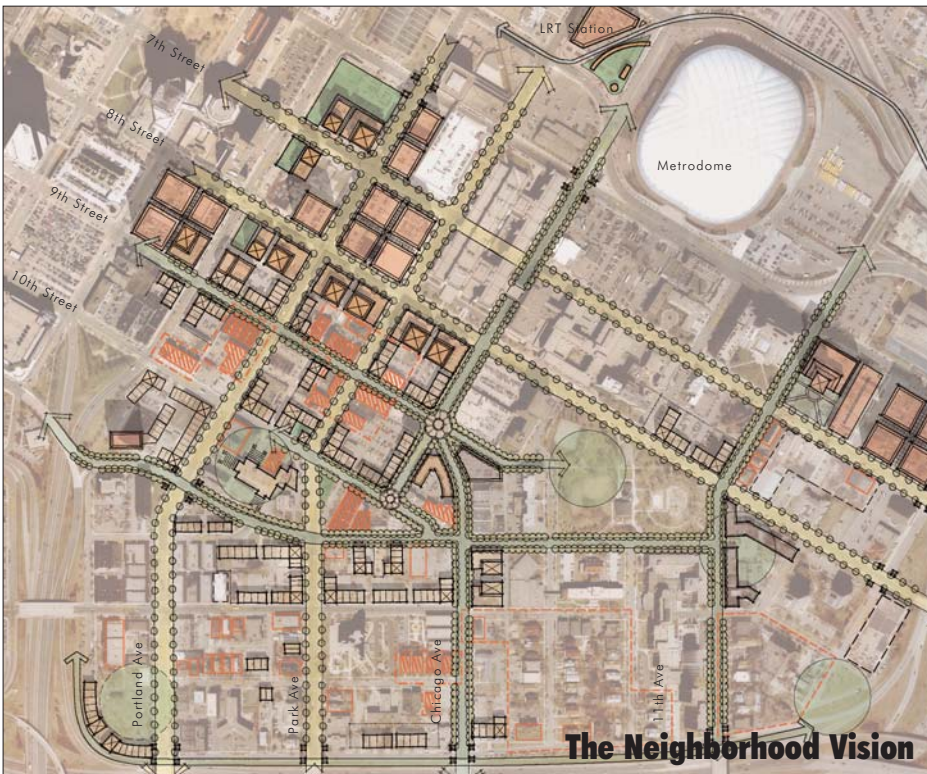 LRT Station
7th Street
8th Street
Metrodome
9th Street
10th Street
Portland Ave
Park Ave
Chicago Ave
11th Ave
The Neighborhood Vision